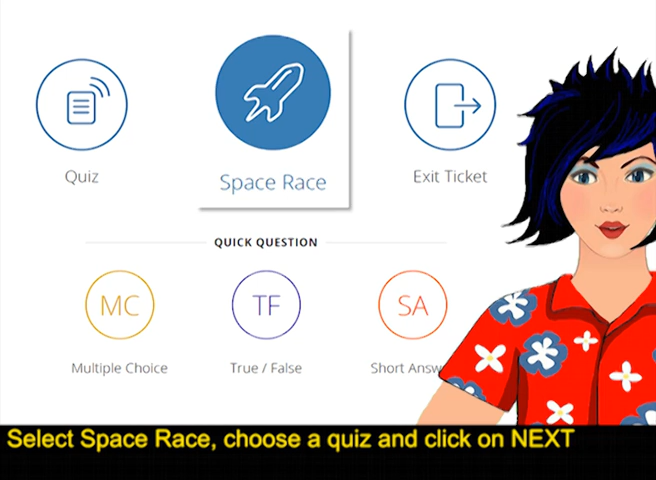 Quiz
Space Race
Exit Ticket
QUICK QUESTION
MC
TF
SA
Multiple Choice
True / False
Short Answ
Select Space Race, choose a quiz and click on NEXT